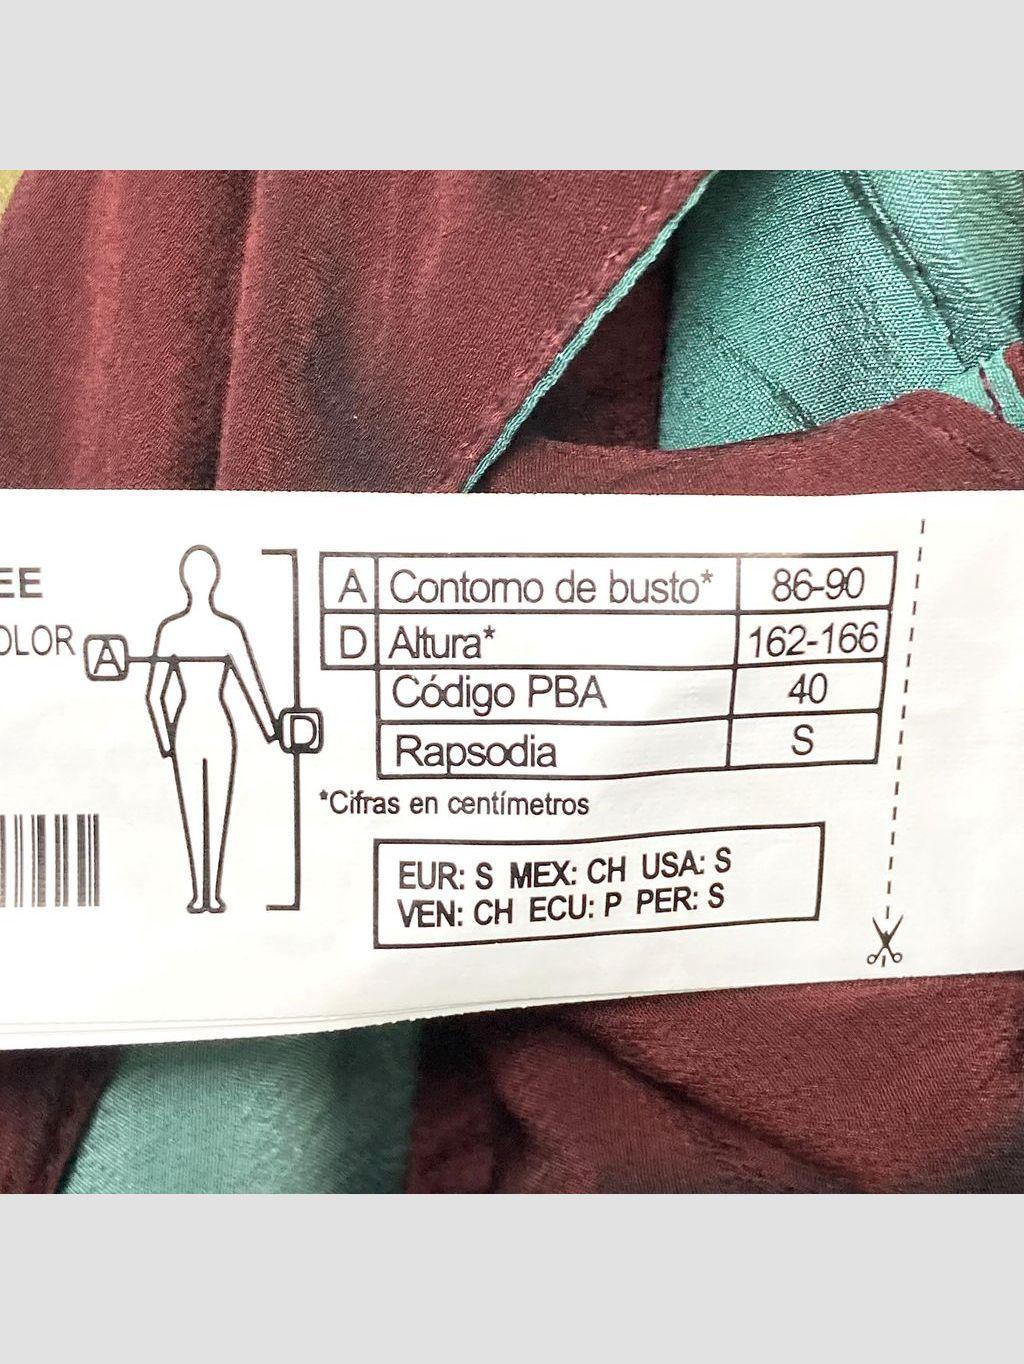 EE
OLOR
A
D
A Contorno de busto* 86-90
D Altura* 162-166
Código PBA 40
Rapsodia S
*Cifras en centímetros
EUR: S MEX: CH USA: S
VEN: CH ECU: P PER: S